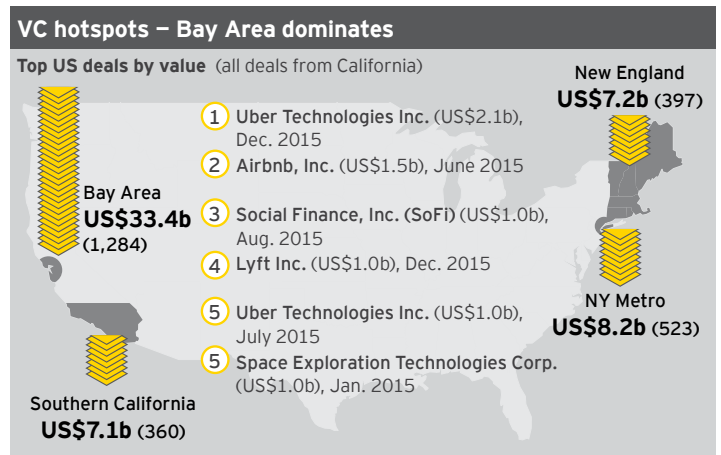 VC hotspots – Bay Area dominates
Top US deals by value (all deals from California)
New England
US$7.2b (397)
1 Uber Technologies Inc. (US$2.1b),
Dec. 2015
2 Airbnb, Inc. (US$1.5b), June 2015
Bay Area
US$33.4b
(1,284)
3 Social Finance, Inc. (SoFi) (US$1.0b),
Aug. 2015
4 Lyft Inc. (US$1.0b), Dec. 2015
5 Uber Technologies Inc. (US$1.0b),
July 2015
5 Space Exploration Technologies Corp.
(US$1.0b), Jan. 2015
NY Metro
US$8.2b (523)
Southern California
US$7.1b (360)